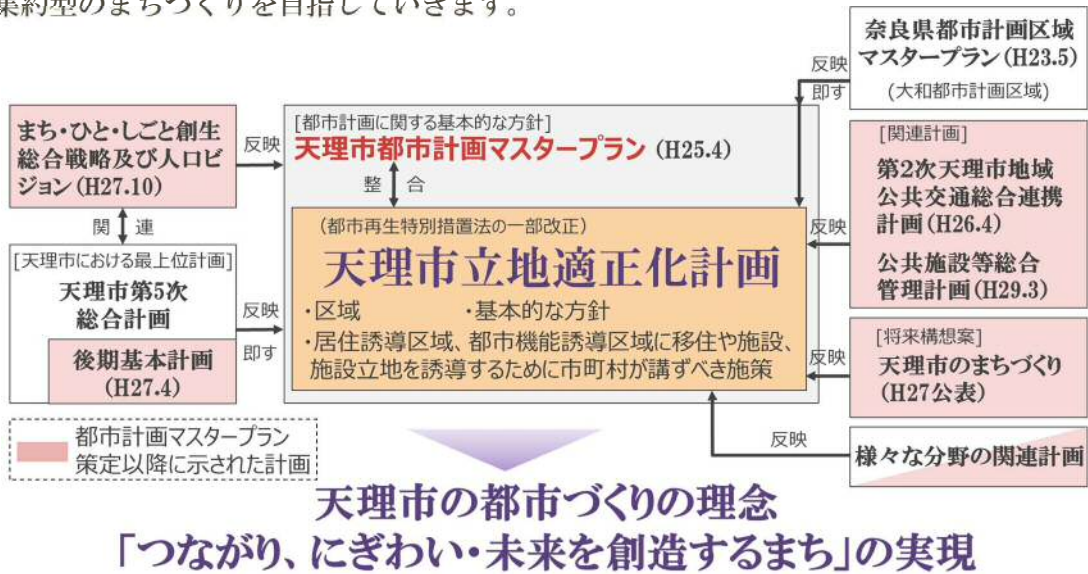 集約型のまちづくりを目指していきます。
奈良県都市計画区域
マスタープラン(H23.5)
(大和都市計画区域)
反映
即す
まち・ひと・しごと創生
総合戦略及び人口ビ
ジョン(H27.10)
反映
[都市計画に関する基本的な方針]
天理市都市計画マスタープラン (H25.4)
整 合
[関連計画]
第2次天理市地域
公共交通総合連携
計画(H26.4)
公共施設等総合
管理計画(H29.3)
反映
関 連
[天理市における最上位計画]
天理市第5次
総合計画
後期基本計画
(H27.4)
反映
即す
(都市再生特別措置法の一部改正)
天理市立地適正化計画
・区域 ・基本的な方針
・居住誘導区域、都市機能誘導区域に移住や施設、
施設立地を誘導するために市町村が講ずべき施策
[将来構想案]
天理市のまちづくり
(H27公表)
反映
都市計画マスタープラン
策定以降に示された計画
反映
様々な分野の関連計画
天理市の都市づくりの理念
「つながり、にぎわい・未来を創造するまち」の実現